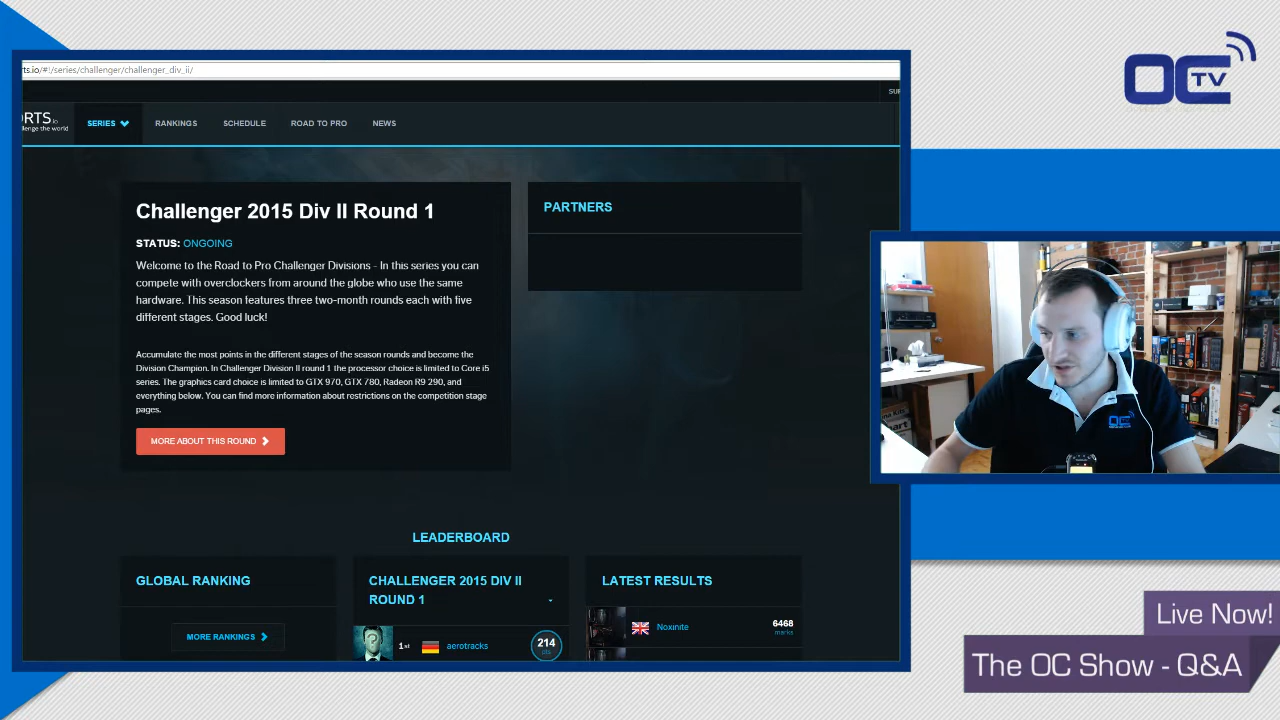 OC TV
ts.io/#!/series/challenger/challenger_div_ii/
SUP
ORTS.io
llenge the world
SERIES
RANKINGS
SCHEDULE
ROAD TO PRO
NEWS
Challenger 2015 Div II Round 1
STATUS: ONGOING
Welcome to the Road to Pro Challenger Divisions - In this series you can
compete with overclockers from around the globe who use the same
hardware. This season features three two-month rounds each with five
different stages. Good luck!
Accumulate the most points in the different stages of the season rounds and become the
Division Champion. In Challenger Division II round 1 the processor choice is limited to Core i5
series. The graphics card choice is limited to GTX 970, GTX 780, Radeon R9 290, and
everything below. You can find more information about restrictions on the competition stage
pages.
MORE ABOUT THIS ROUND
PARTNERS
LEADERBOARD
GLOBAL RANKING
MORE RANKINGS
CHALLENGER 2015 DIV II
ROUND 1
1st
aerotracks
214
pts
LATEST RESULTS
Noxinite
6468
marks
Live Now!
The OC Show - Q&A